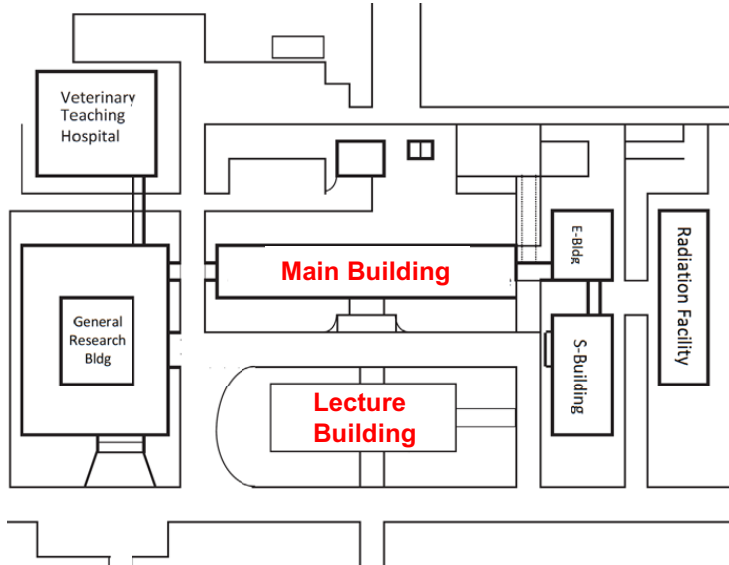 Veterinary
Teaching
Hospital
E-Bldg
Radiation Facility
Main Building
General
Research
Bldg
S-Building
Lecture
Building